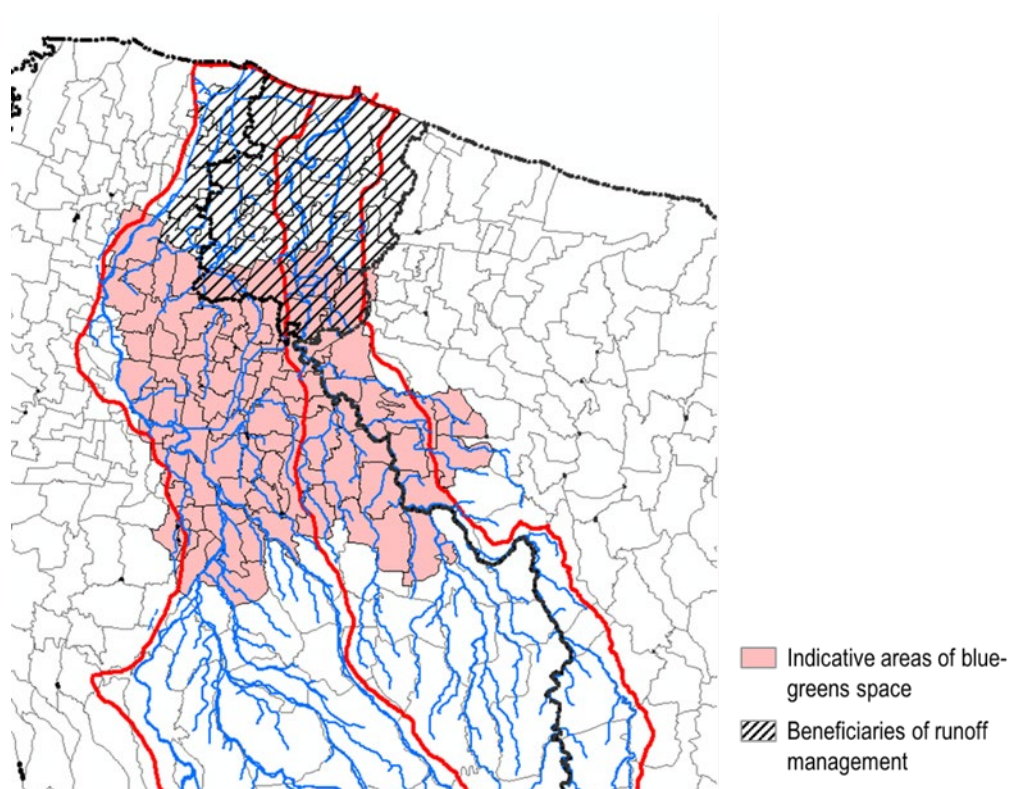 Indicative areas of blue-
greens space
Beneficiaries of runoff
management